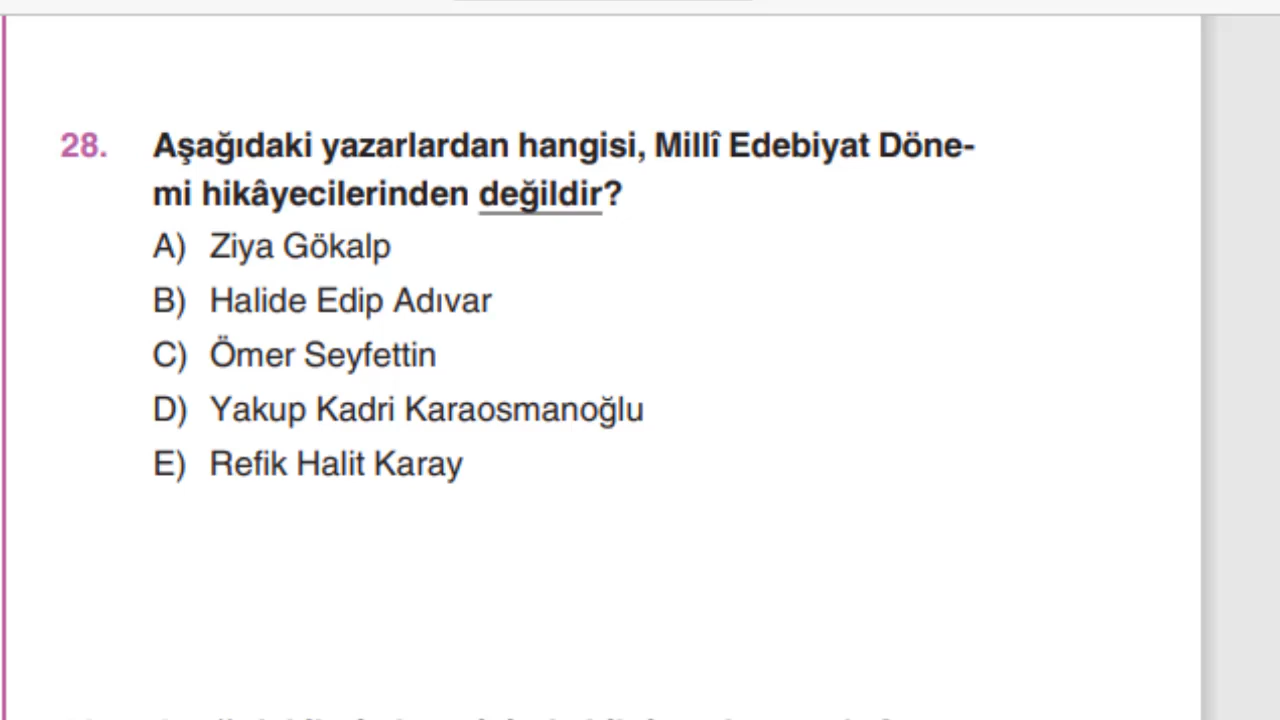 28. Aşağıdaki yazarlardan hangisi, Millî Edebiyat Döne-
mi hikâyecilerinden değildir?
A) Ziya Gökalp
B) Halide Edip Adıvar
C) Ömer Seyfettin
D) Yakup Kadri Karaosmanoğlu
E) Refik Halit Karay